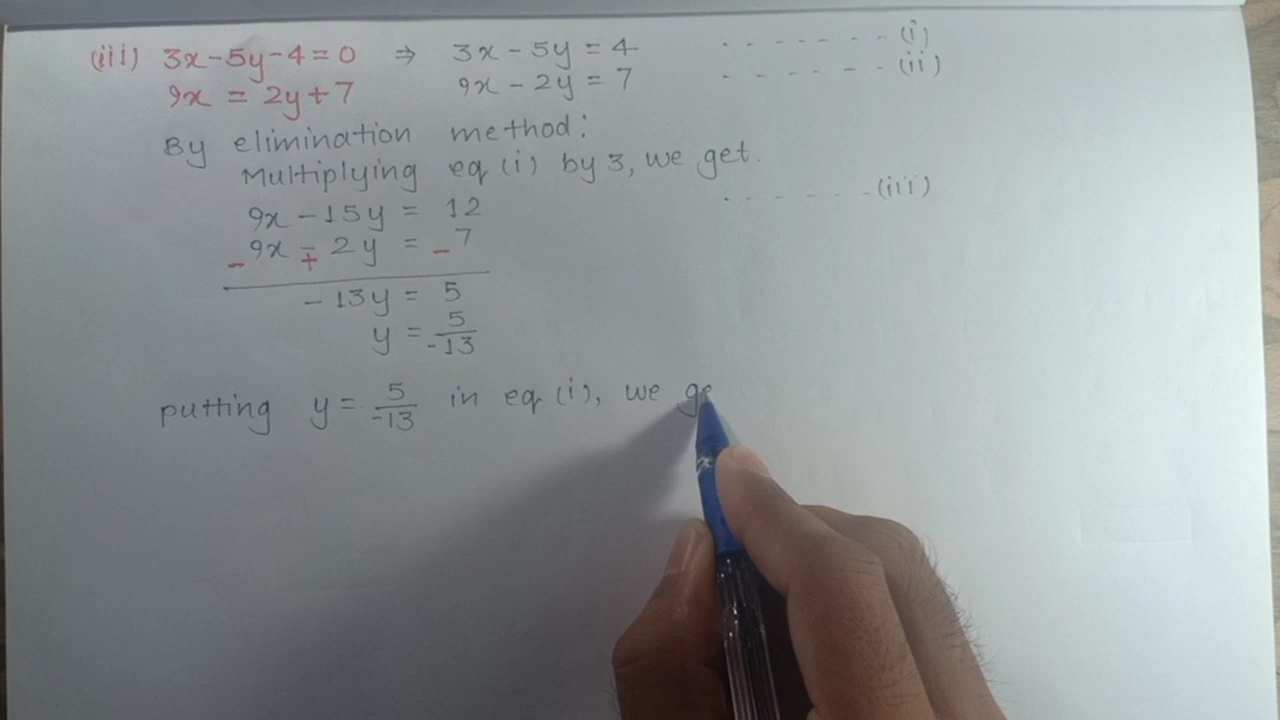 (iii) 3x-5y-4=0 ⇒ 3x-5y=4 .......(i)
9x = 2y+7 9x-2y=7 ......(ii)
By elimination method:
Multiplying eq (i) by 3, we get. ......(iii)
9x-15y = 12
-9x -+ 2y = -7
-13y = 5
y = 5/-13
putting y = 5/-13 in eq (i), we ge